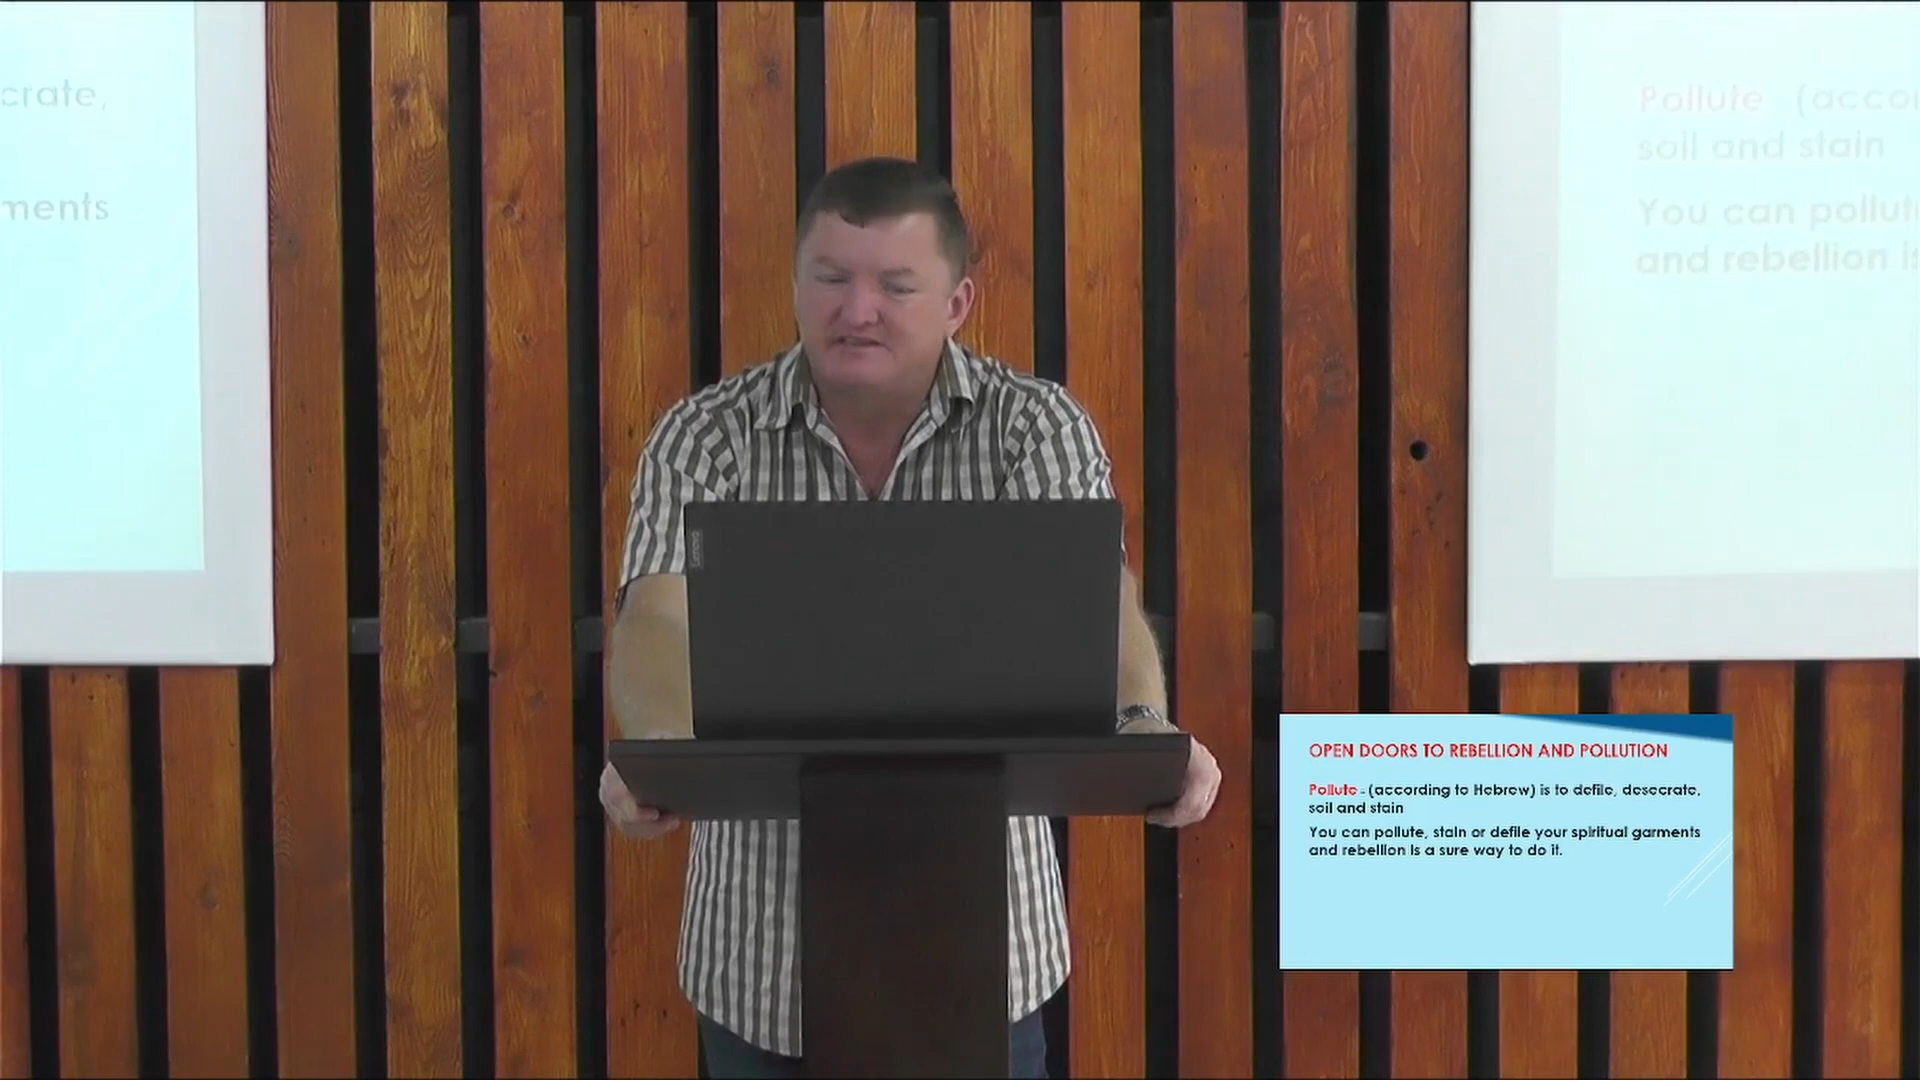 crate,
ments
Pollute (accor
soil and stain
You can pollut
and rebellion is
Lenovo
OPEN DOORS TO REBELLION AND POLLUTION
Pollute - (according to Hebrew) is to defile, desecrate,
soil and stain
You can pollute, stain or defile your spiritual garments
and rebellion is a sure way to do it.